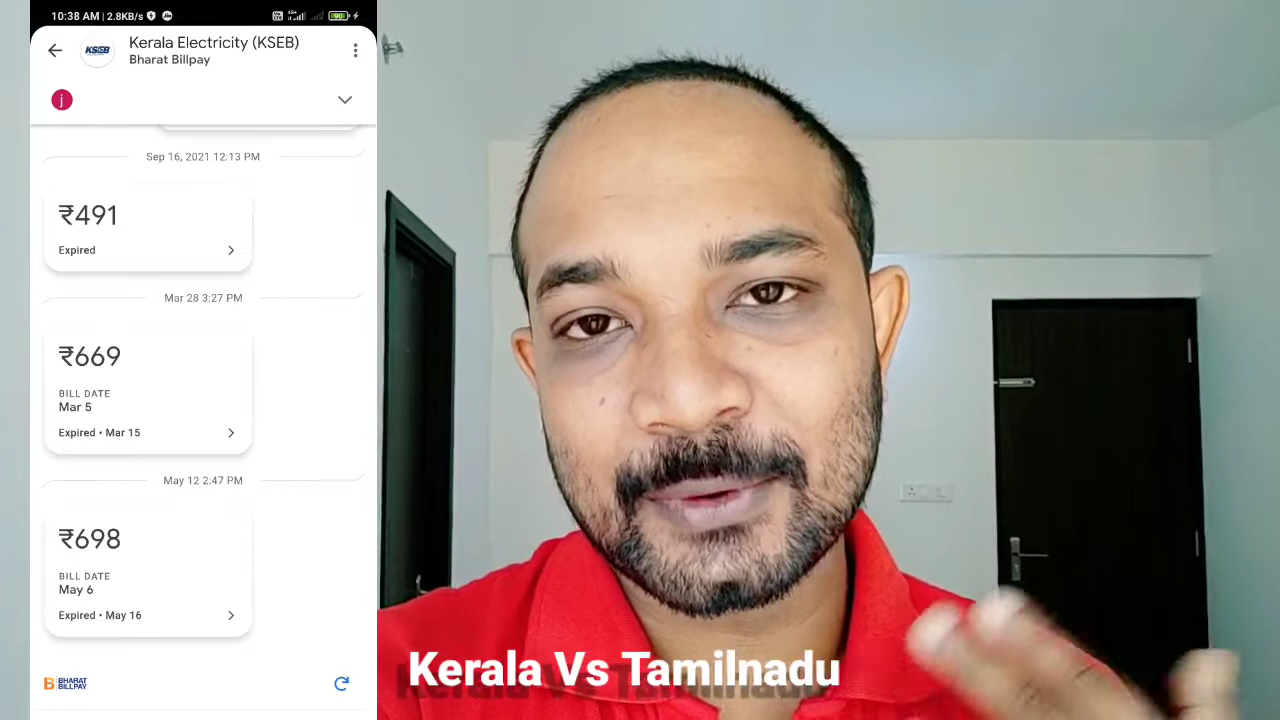 10:38 AM | 2.8KB/s
90
KSEB
Kerala Electricity (KSEB)
Bharat Billpay
j
Sep 16, 2021 12:13 PM
₹491
Expired
Mar 28 3:27 PM
₹669
BILL DATE
Mar 5
Expired • Mar 15
May 12 2:47 PM
₹698
BILL DATE
May 6
Expired • May 16
BHARAT
BILLPAY
Kerala Vs Tamilnadu